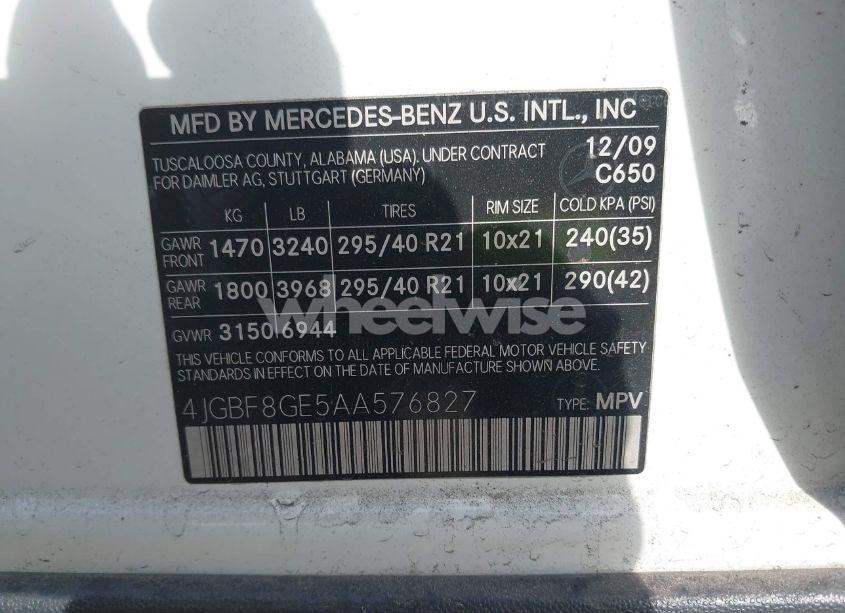 MFD BY MERCEDES-BENZ U.S. INTL., INC
TUSCALOOSA COUNTY, ALABAMA (USA). UNDER CONTRACT 12/09
FOR DAIMLER AG, STUTTGART (GERMANY) C650
KG LB TIRES RIM SIZE COLD KPA (PSI)
GAWR FRONT 1470 3240 295/40 R21 10x21 240(35)
GAWR REAR 1800 3968 295/40 R21 10x21 290(42)
wheelwise
GVWR 3150 6944
THIS VEHICLE CONFORMS TO ALL APPLICABLE FEDERAL MOTOR VEHICLE SAFETY
STANDARDS IN EFFECT ON THE DATE OF MANUFACTURE SHOWN ABOVE.
4JGBF8GE5AA576827 TYPE: MPV